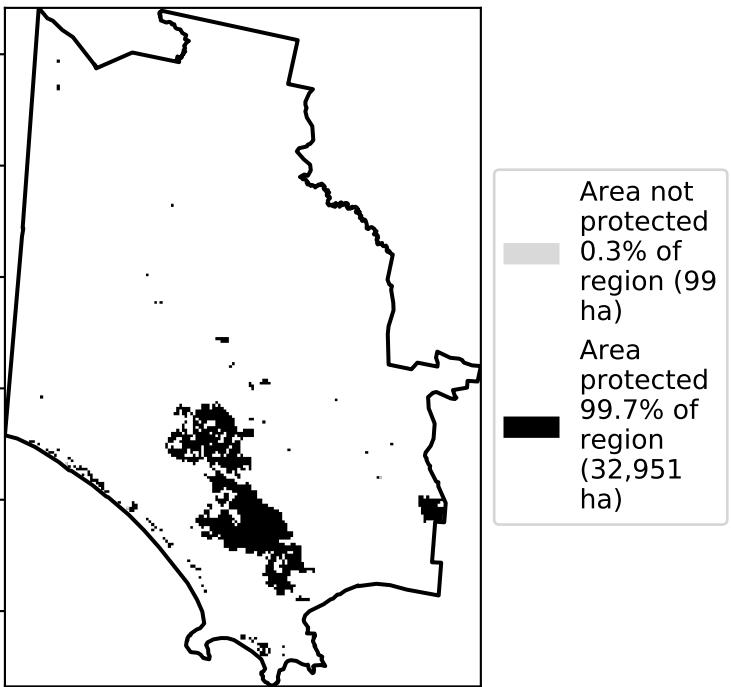 Area not
protected
0.3% of
region (99
ha)
Area
protected
99.7% of
region
(32,951
ha)